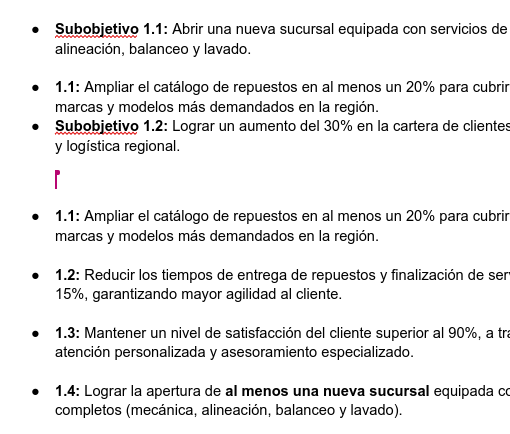 ● Subobjetivo 1.1: Abrir una nueva sucursal equipada con servicios de
alineación, balanceo y lavado.
● 1.1: Ampliar el catálogo de repuestos en al menos un 20% para cubrir
marcas y modelos más demandados en la región.
● Subobjetivo 1.2: Lograr un aumento del 30% en la cartera de clientes
y logística regional.
● 1.1: Ampliar el catálogo de repuestos en al menos un 20% para cubrir
marcas y modelos más demandados en la región.
● 1.2: Reducir los tiempos de entrega de repuestos y finalización de
15%, garantizando mayor agilidad al cliente.
● 1.3: Mantener un nivel de satisfacción del cliente superior al 90%, a
atención personalizada y asesoramiento especializado.
● 1.4: Lograr la apertura de al menos una nueva sucursal equipada
completos (mecánica, alineación, balanceo y lavado).